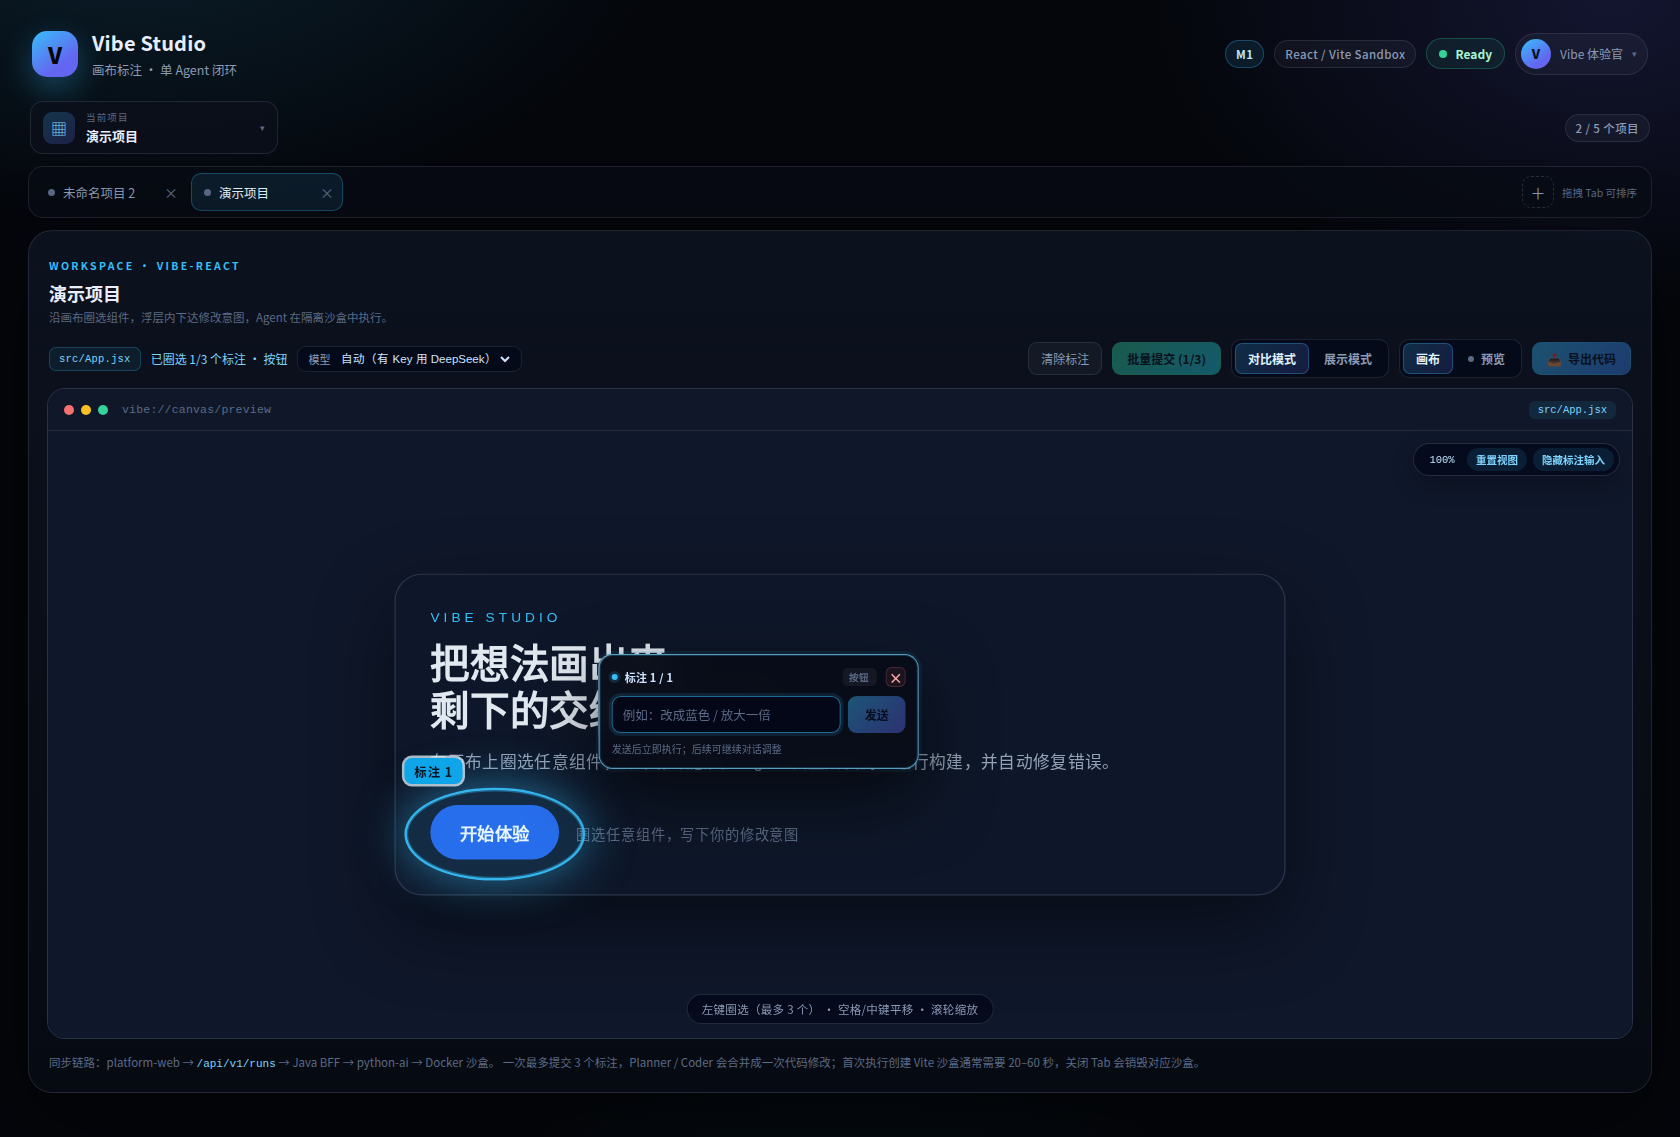 V
Vibe Studio
画布标注 · 单 Agent 闭环
M1
React / Vite Sandbox
Ready
V
Vibe 体验官
当前项目
演示项目
2 / 5 个项目
未命名项目 2
演示项目
拖拽 Tab 可排序
WORKSPACE · VIBE-REACT
演示项目
沿画布圈选组件，浮层内下达修改意图，Agent 在隔离沙盒中执行。
src/App.jsx
已圈选 1/3 个标注 · 按钮
模型
自动（有 Key 用 DeepSeek）
清除标注
批量提交 (1/3)
对比模式
展示模式
画布
预览
导出代码
vibe://canvas/preview
src/App.jsx
100%
重置视图
隐藏标注输入
VIBE STUDIO
把想法画出来
剩下的交
标注 1 / 1
按钮
例如：改成蓝色 / 放大一倍
发送
发送后立即执行；后续可继续对话调整
布上圈选任意组件
行构建，并自动修复错误。
标注 1
开始体验
圈选任意组件，写下你的修改意图
左键圈选（最多 3 个） · 空格/中键平移 · 滚轮缩放
同步链路：platform-web → /api/v1/runs → Java BFF → python-ai → Docker 沙盒。 一次最多提交 3 个标注，Planner / Coder 会合并成一次代码修改；首次执行创建 Vite 沙盒通常需要 20–60 秒，关闭 Tab 会销毁对应沙盒。